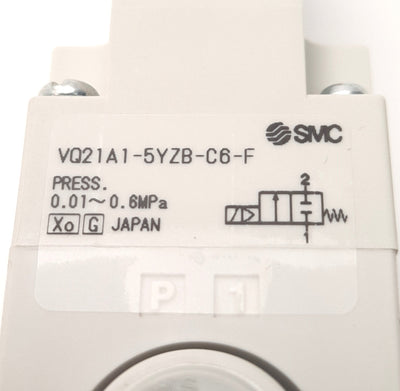 SMC
VQ21A1-5YZB-C6-F
PRESS.
0.01~0.6MPa
Xo G JAPAN
2
1
P 1